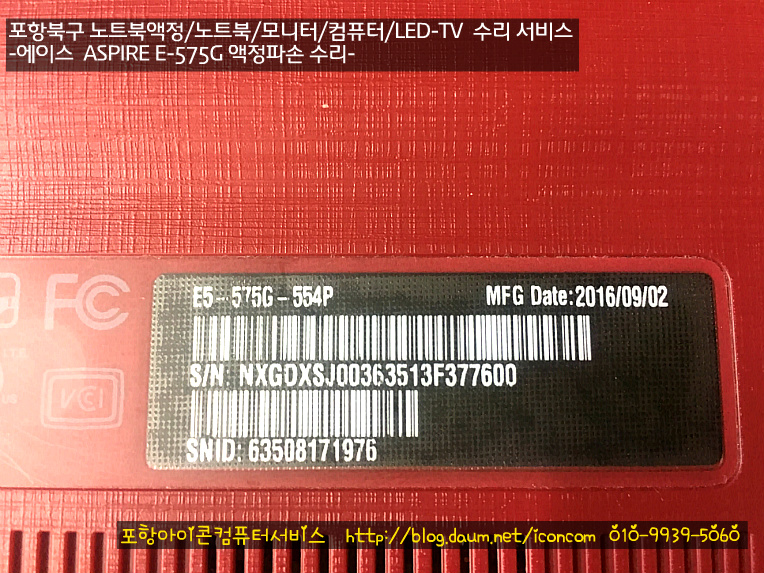 포항북구 노트북액정/노트북/모니터/컴퓨터/LED-TV 수리 서비스
-에이스 ASPIRE E-575G 액정파손 수리-
FC
E5-575G-554P MFG Date:2016/09/02
S/N: NXGDXSJ00363513F377600
VCCI
SNID: 63508171976
포항아이콘컴퓨터서비스 http://blog.daum.net/iconcom 010-9939-5060